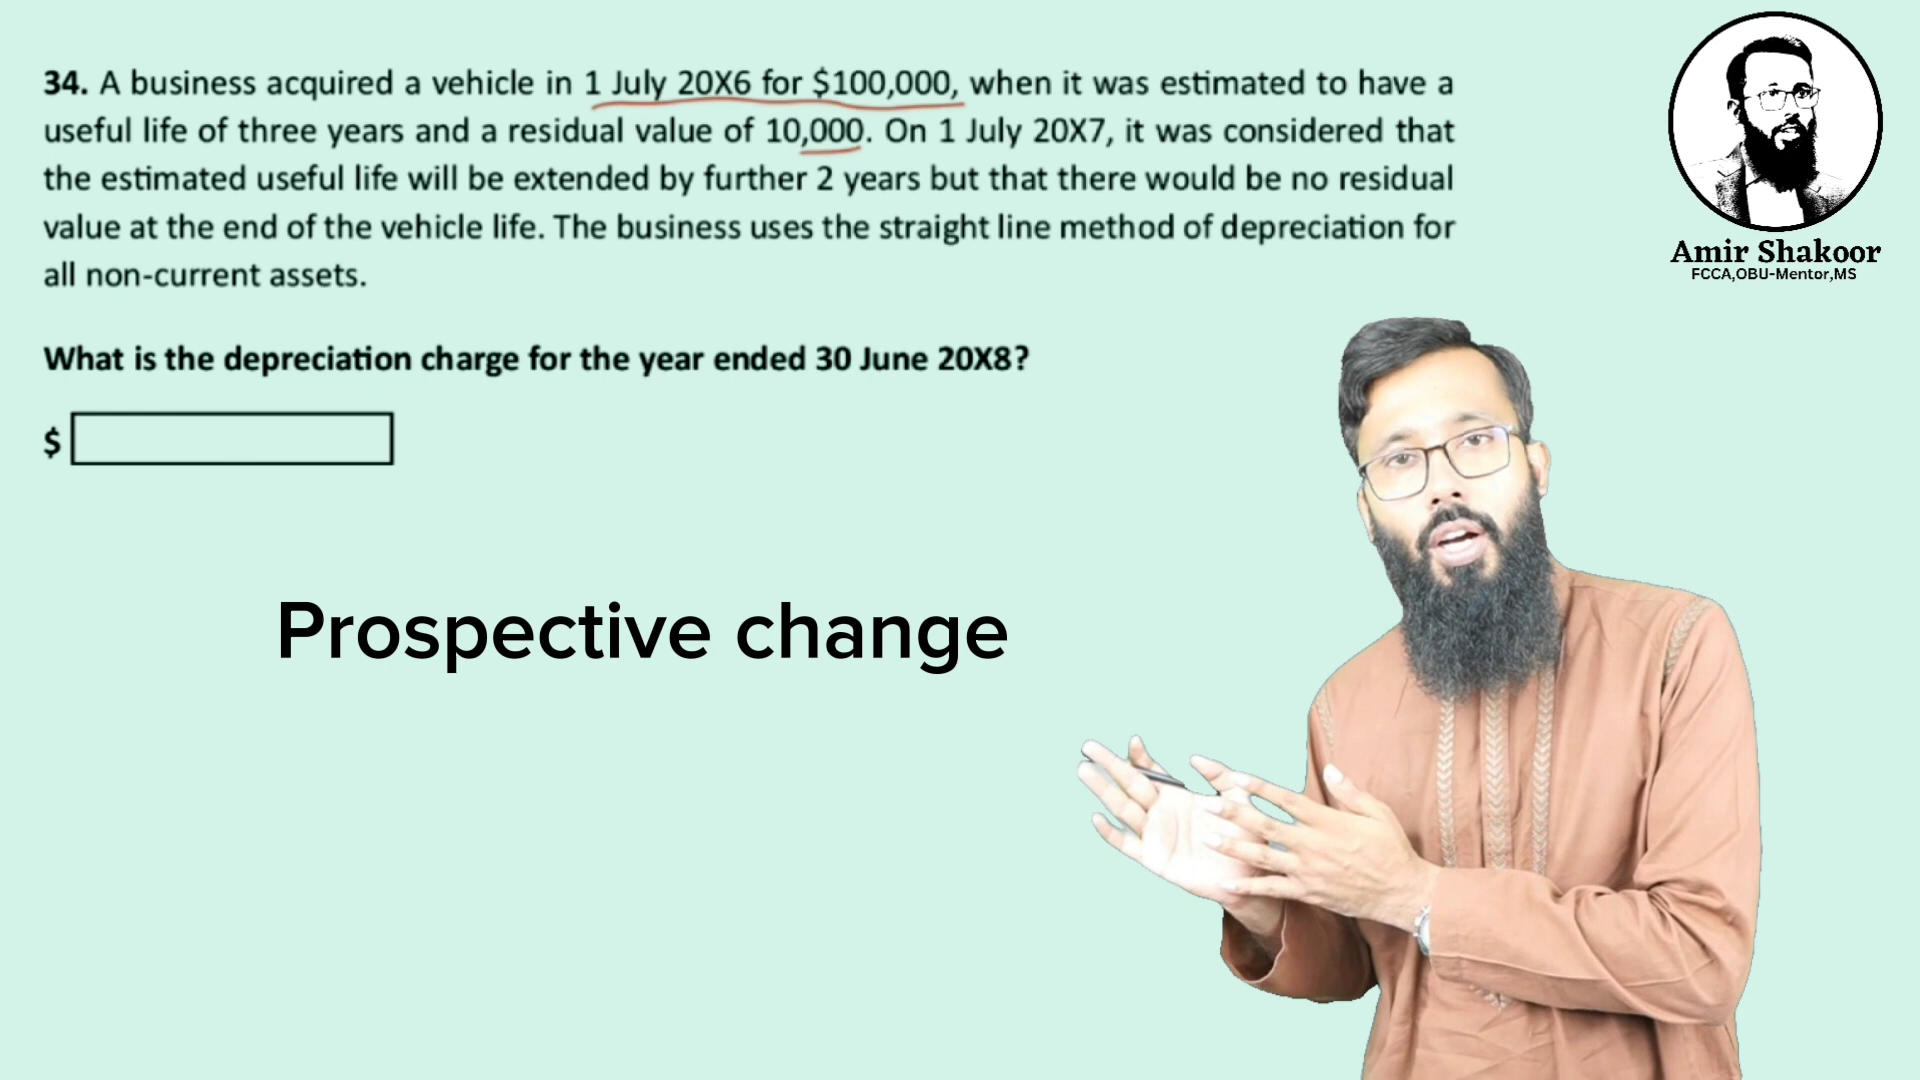 34. A business acquired a vehicle in 1 July 20X6 for $100,000, when it was estimated to have a
useful life of three years and a residual value of 10,000. On 1 July 20X7, it was considered that
the estimated useful life will be extended by further 2 years but that there would be no residual
value at the end of the vehicle life. The business uses the straight line method of depreciation for
all non-current assets.
What is the depreciation charge for the year ended 30 June 20X8?
$
Prospective change
Amir Shakoor
FCCA,OBU-Mentor,MS